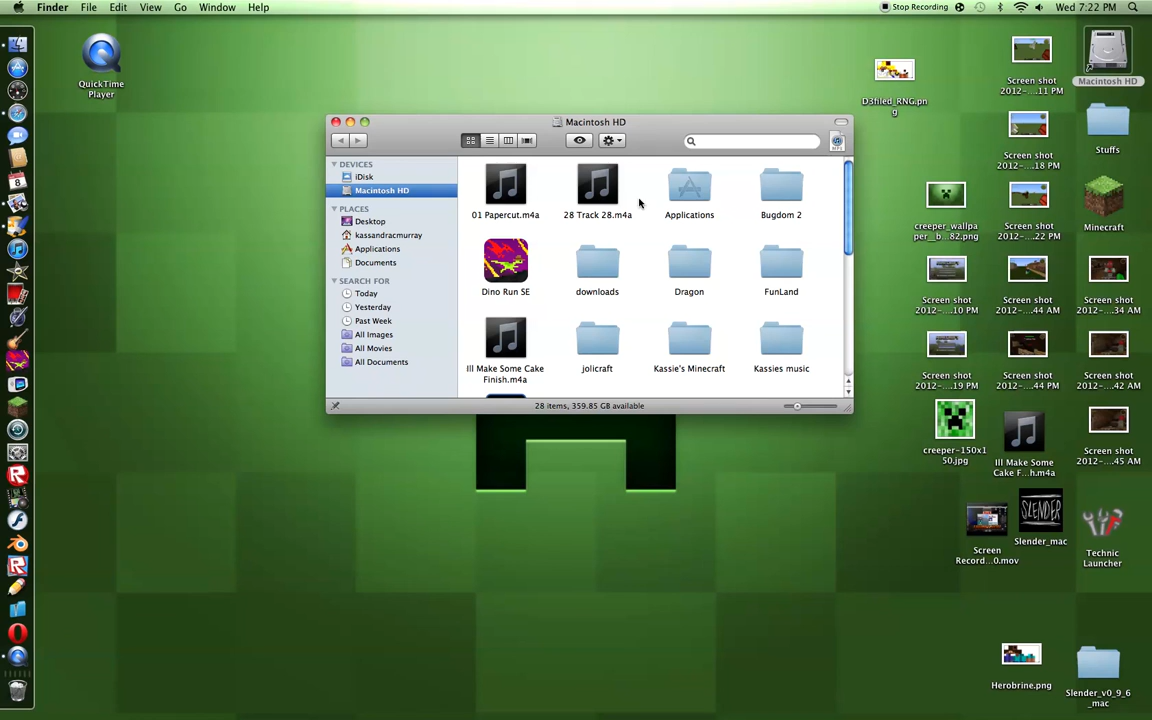 Finder File Edit View Go Window Help
Stop Recording
Wed 7:22 PM
QuickTime
Player
D3filed_RNG.pn
g
Screen shot
2012-....11 PM
Macintosh HD
Screen shot
2012-....18 PM
Stuffs
creeper_wallpa
per__b...82.png
Screen shot
2012-....22 PM
Minecraft
Screen shot
2012-....10 PM
Screen shot
2012-....44 AM
Screen shot
2012-....34 AM
Screen shot
2012-....19 PM
Screen shot
2012-....44 PM
Screen shot
2012-....42 AM
creeper-150x1
50.jpg
Ill Make Some
Cake F...h.m4a
Screen shot
2012-....45 AM
Screen
Record...0.mov
SLENDER
Slender_mac
Technic
Launcher
Herobrine.png
Slender_v0_9_6
_mac
Macintosh HD
DEVICES
iDisk
Macintosh HD
PLACES
Desktop
kassandracmurray
Applications
Documents
SEARCH FOR
Today
Yesterday
Past Week
All Images
All Movies
All Documents
01 Papercut.m4a
28 Track 28.m4a
Applications
Bugdom 2
Dino Run SE
downloads
Dragon
FunLand
Ill Make Some Cake
Finish.m4a
jolicraft
Kassie's Minecraft
Kassies music
28 items, 359.85 GB available